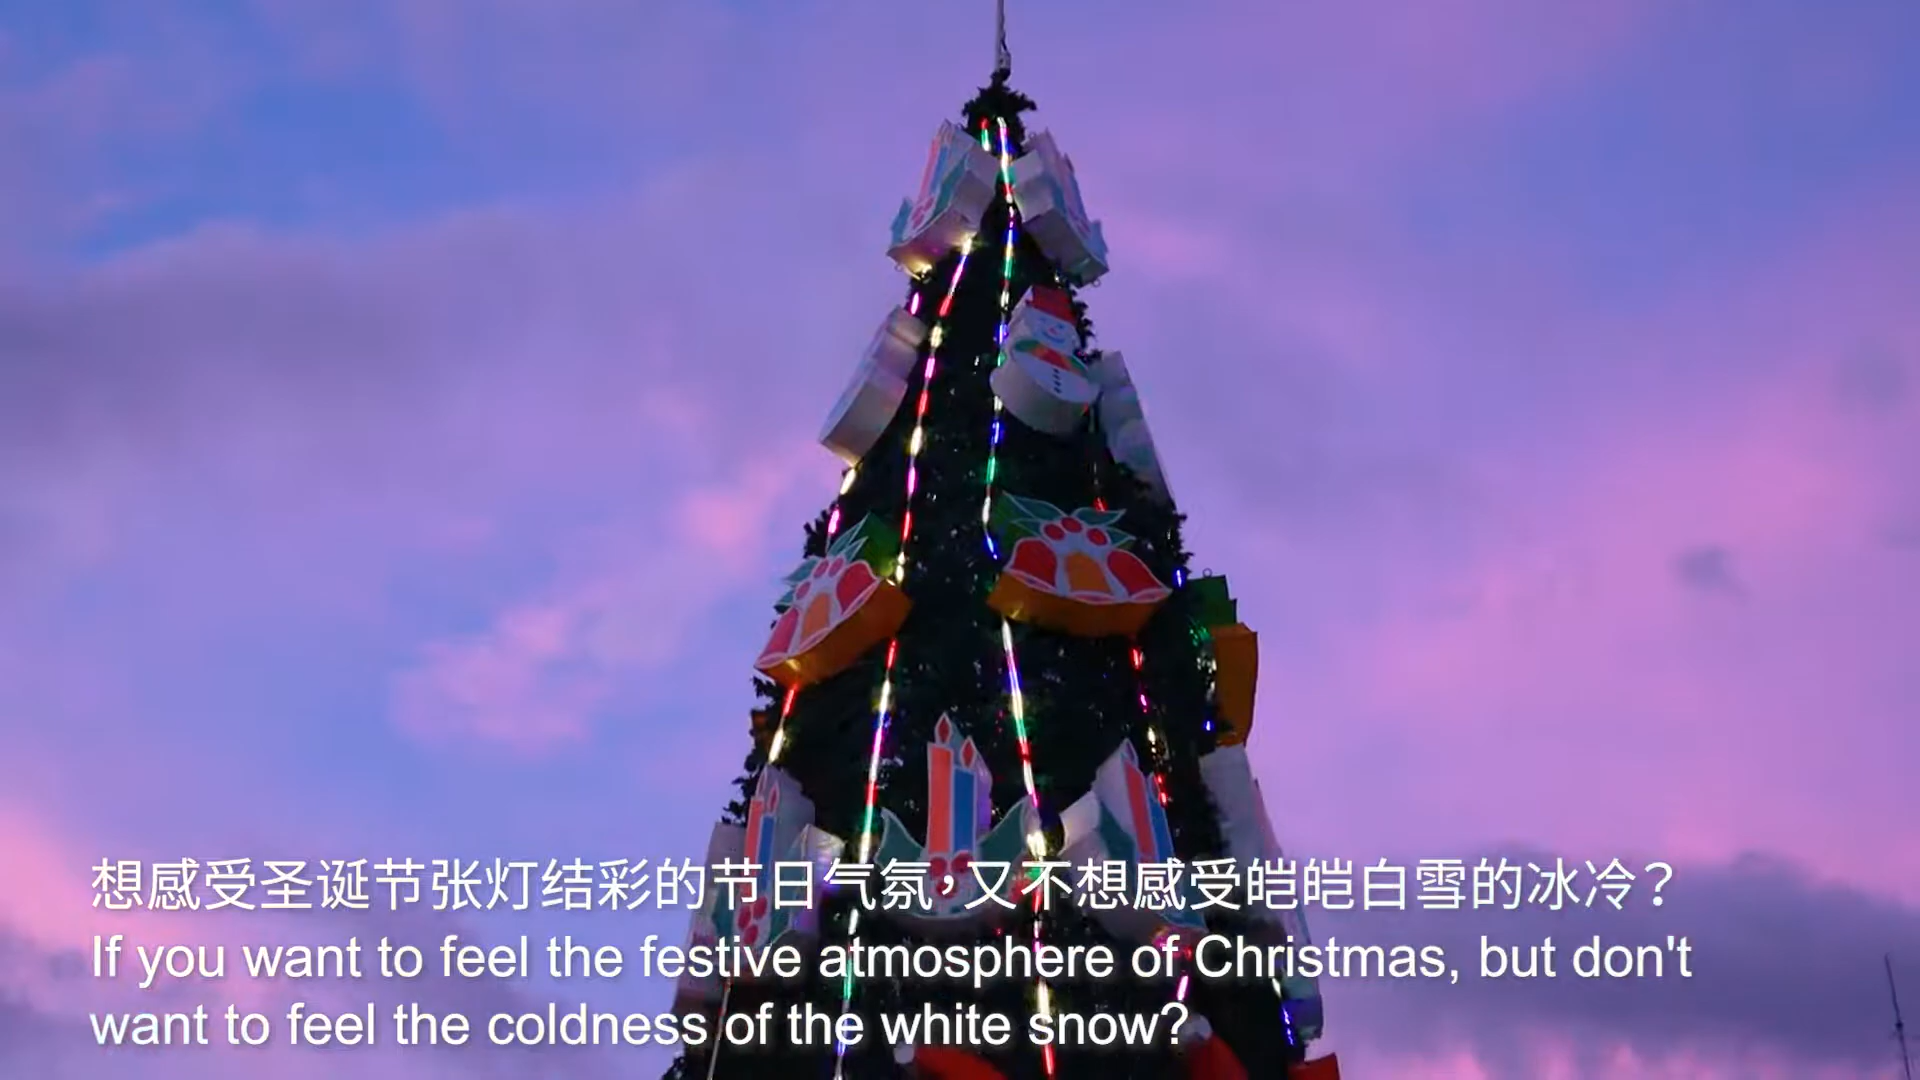 想感受圣诞节张灯结彩的节日气氛，又不想感受皑皑白雪的冰冷？
If you want to feel the festive atmosphere of Christmas, but don't
want to feel the coldness of the white snow?